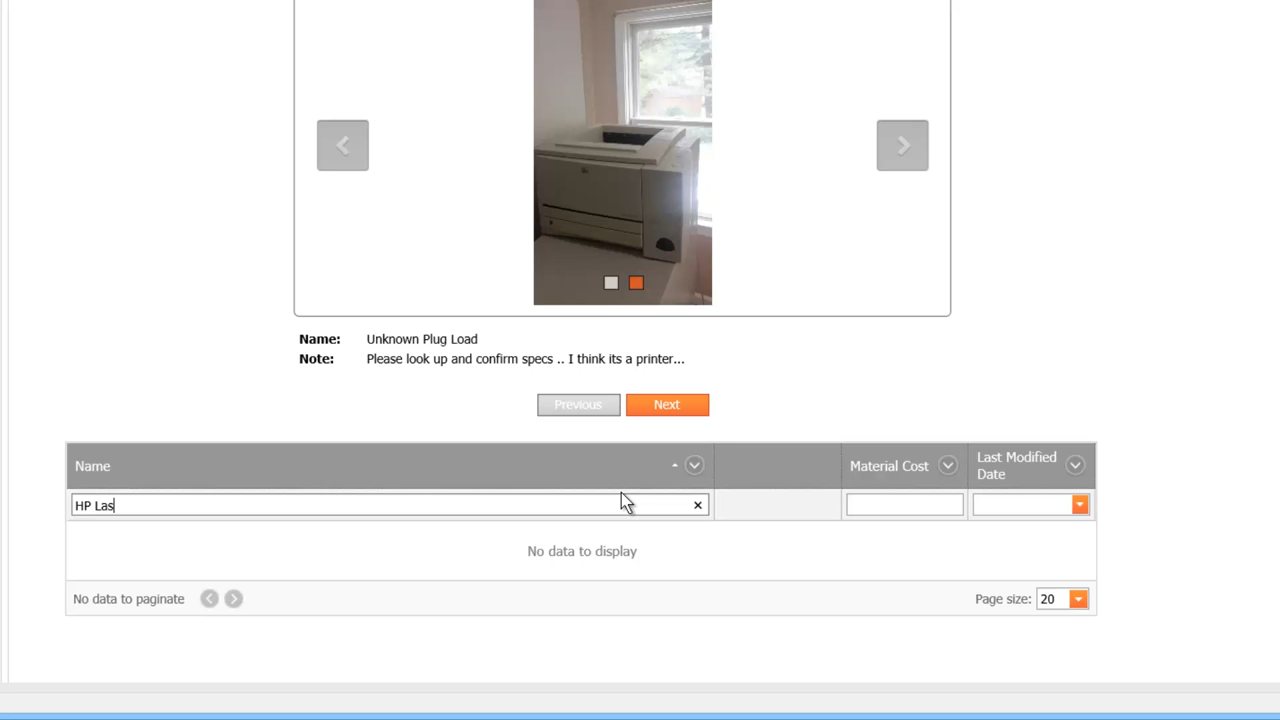 Name: Unknown Plug Load
Note: Please look up and confirm specs .. I think its a printer...
Previous Next
Name Material Cost Last Modified Date
HP Las
No data to display
No data to paginate Page size: 20